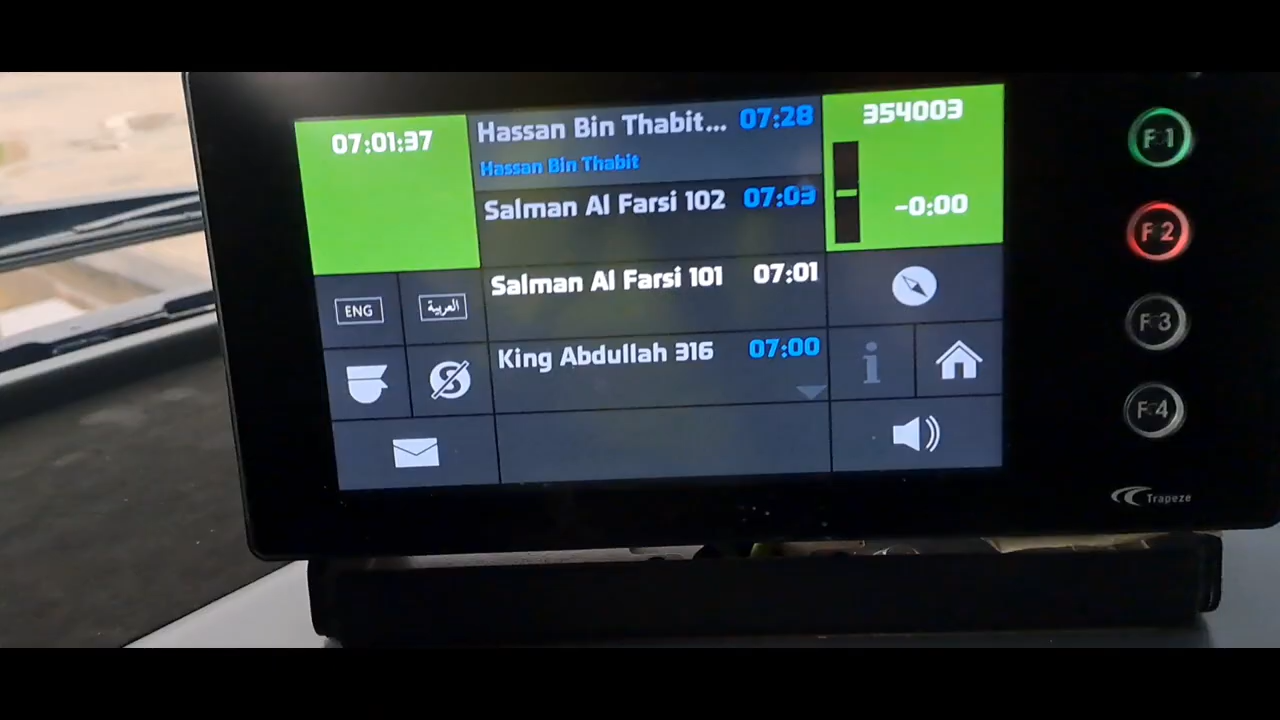 07:01:37
Hassan Bin Thabit... 07:28
Hassan Bin Thabit
Salman Al Farsi 102 07:03
Salman Al Farsi 101 07:01
King Abdullah 316 07:00
354003
-0:00
ENG
العربية
i
F1
F2
F3
F4
Trapeze